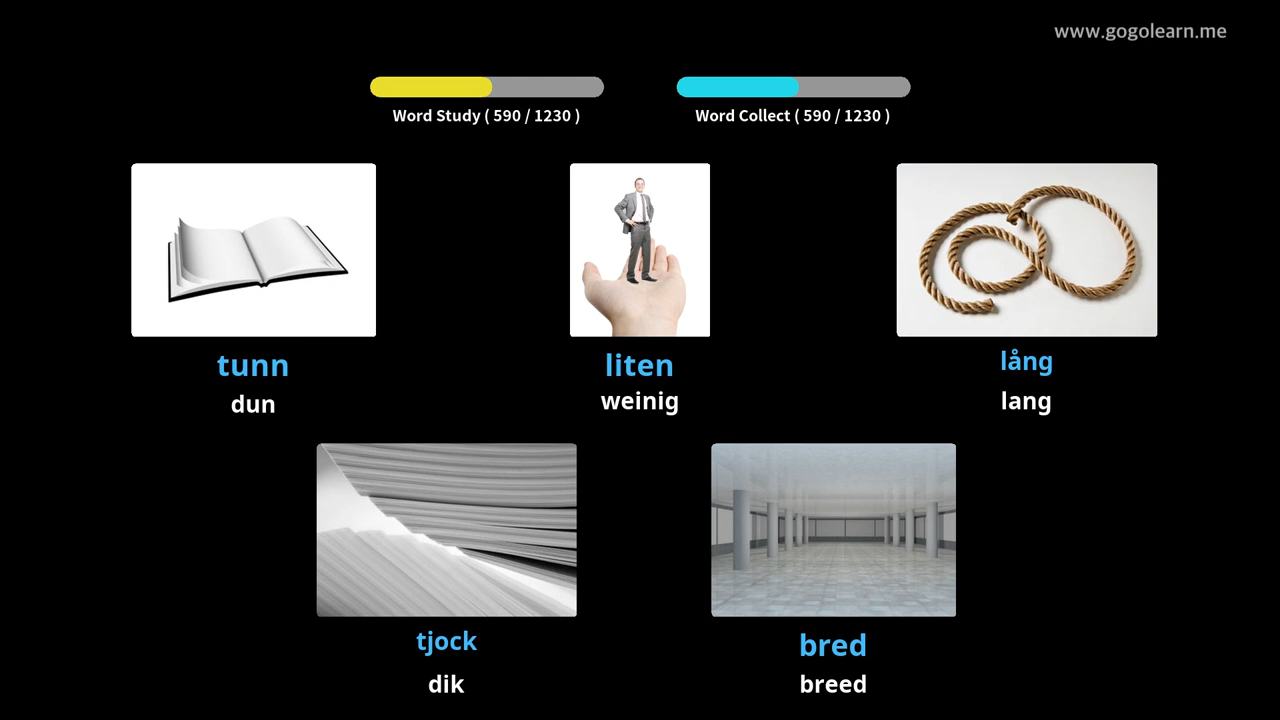 www.gogolearn.me
Word Study ( 590 / 1230 )
Word Collect ( 590 / 1230 )
tunn
dun
liten
weinig
lång
lang
tjock
dik
bred
breed